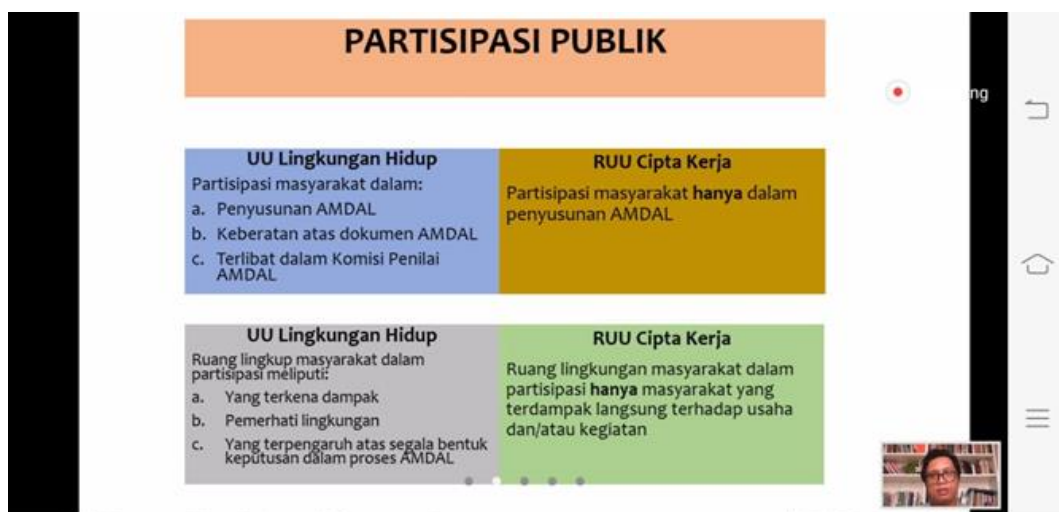 PARTISIPASI PUBLIK
ng
UU Lingkungan Hidup
Partisipasi masyarakat dalam:
a. Penyusunan AMDAL
b. Keberatan atas dokumen AMDAL
c. Terlibat dalam Komisi Penilai
AMDAL
RUU Cipta Kerja
Partisipasi masyarakat hanya dalam
penyusunan AMDAL
UU Lingkungan Hidup
Ruang lingkup masyarakat dalam
partisipasi meliputi:
a. Yang terkena dampak
b. Pemerhati lingkungan
c. Yang terpengaruh atas segala bentuk
keputusan dalam proses AMDAL
RUU Cipta Kerja
Ruang lingkungan masyarakat dalam
partisipasi hanya masyarakat yang
terdampak langsung terhadap usaha
dan/atau kegiatan